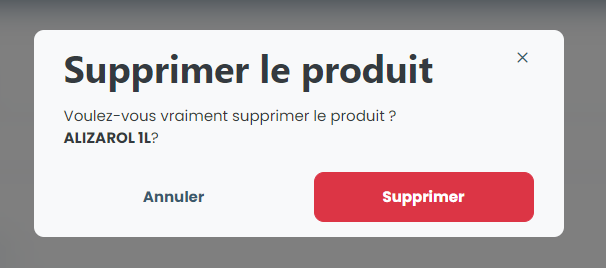 Supprimer le produit
Voulez-vous vraiment supprimer le produit ?
ALIZAROL 1L?
Annuler
Supprimer